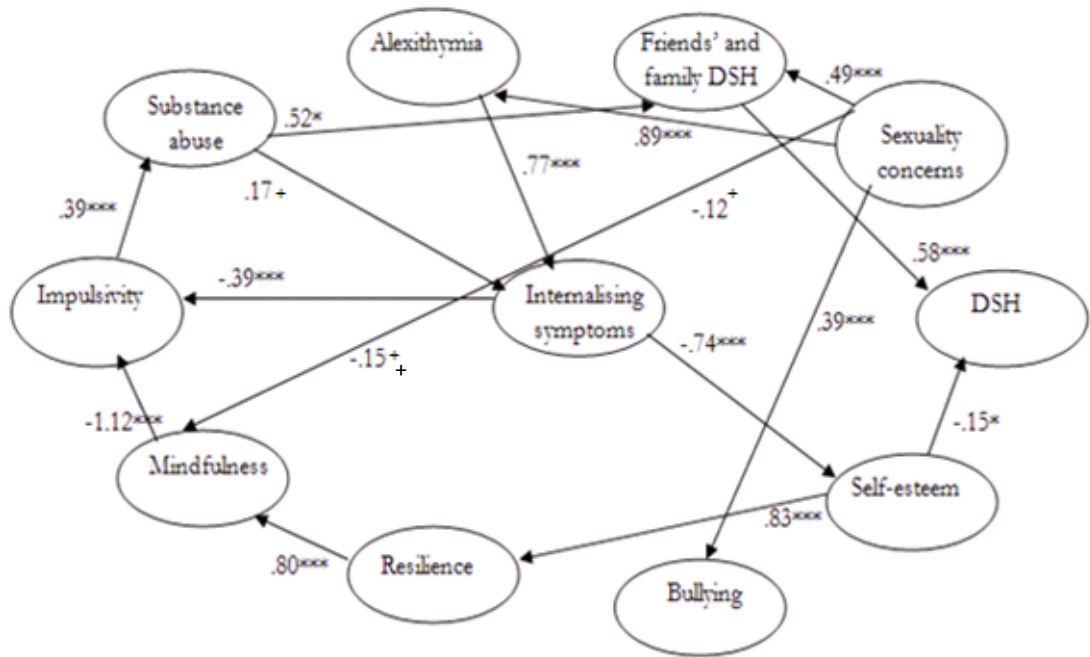 Alexithymia
Friends' and
family DSH
.49***
Substance
abuse
.52*
.89***
Sexuality
concerns
.77***
.17 +
-.12+
.39***
.58***
-.39***
Impulsivity
Internalising
symptoms
DSH
.39***
-.74***
-.15 +
+
-1.12***
-.15*
Mindfulness
Self-esteem
.83***
.80***
Resilience
Bullying